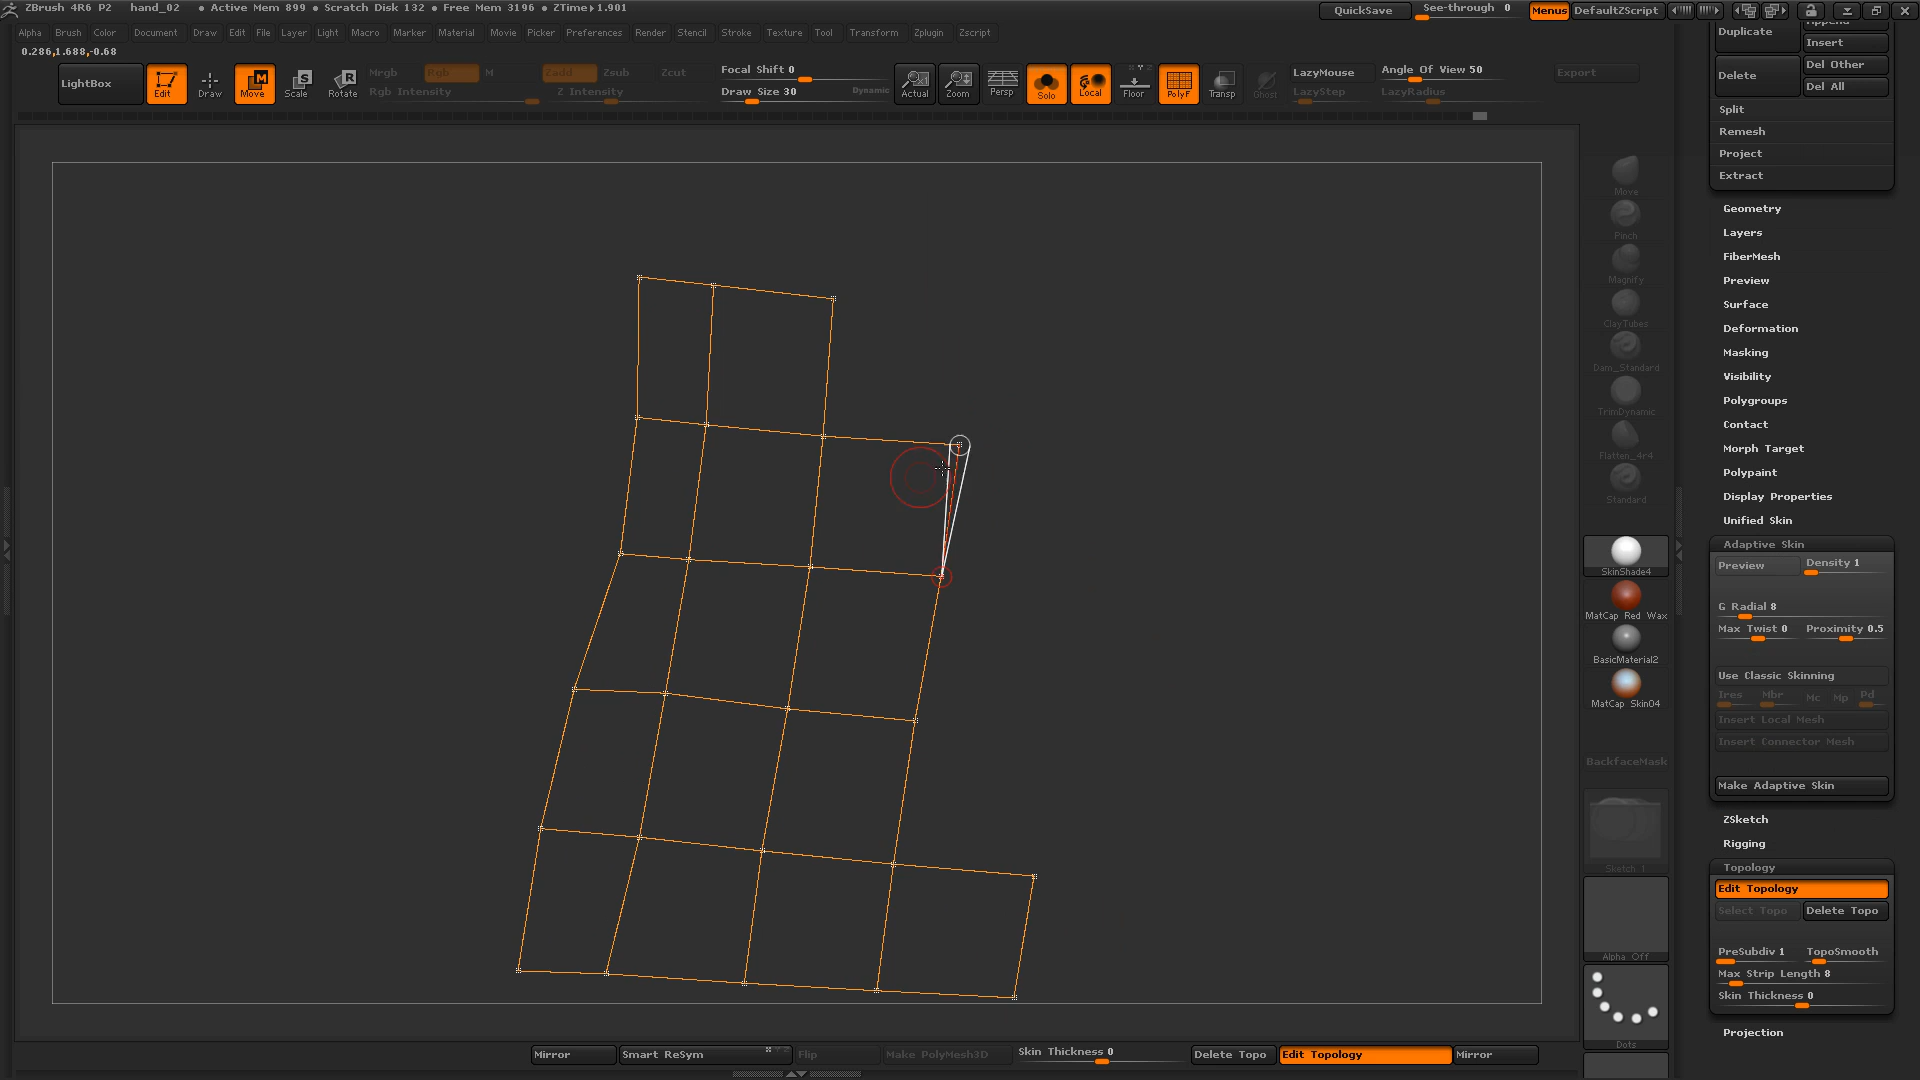 ZBrush 4R6 P2 hand_02 • Active Mem 899 • Scratch Disk 132 • Free Mem 3196 • ZTime▸1.901
QuickSave
See-through 0
Menus
DefaultZScript
Alpha Brush Color Document Draw Edit File Layer Light Macro Marker Material Movie Picker Preferences Render Stencil Stroke Texture Tool Transform Zplugin Zscript
0.286,1.688,-0.68
LightBox
Edit
Draw
Move
Scale
Rotate
Mrgb Rgb M
Rgb Intensity
Zadd Zsub Zcut
Z Intensity
Focal Shift 0
Draw Size 30
Dynamic
Actual
Zoom
Persp
Solo
Local
Floor
PolyF
Transp
Ghost
LazyMouse
LazyStep
Angle Of View 50
LazyRadius
Export
Append
Duplicate
Insert
Del Other
Delete
Del All
Split
Remesh
Project
Extract
Geometry
Layers
FiberMesh
Preview
Surface
Deformation
Masking
Visibility
Polygroups
Contact
Morph Target
Polypaint
Display Properties
Unified Skin
Adaptive Skin
Preview
Density 1
G Radial 8
Max Twist 0
Proximity 0.5
Use Classic Skinning
Ires Mbr Mc Mp Pd
Insert Local Mesh
Insert Connector Mesh
Make Adaptive Skin
ZSketch
Rigging
Topology
Edit Topology
Select Topo
Delete Topo
PreSubdiv 1
TopoSmooth
Max Strip Length 8
Skin Thickness 0
Projection
Move
Pinch
Magnify
ClayTubes
Dam_Standard
TrimDynamic
Flatten_4r4
Standard
SkinShade4
MatCap Red Wax
BasicMaterial2
MatCap Skin04
BackfaceMask
Sketch 1
Alpha Off
Dots
Mirror
Smart ReSym
Flip
Make PolyMesh3D
Skin Thickness 0
Delete Topo
Edit Topology
Mirror